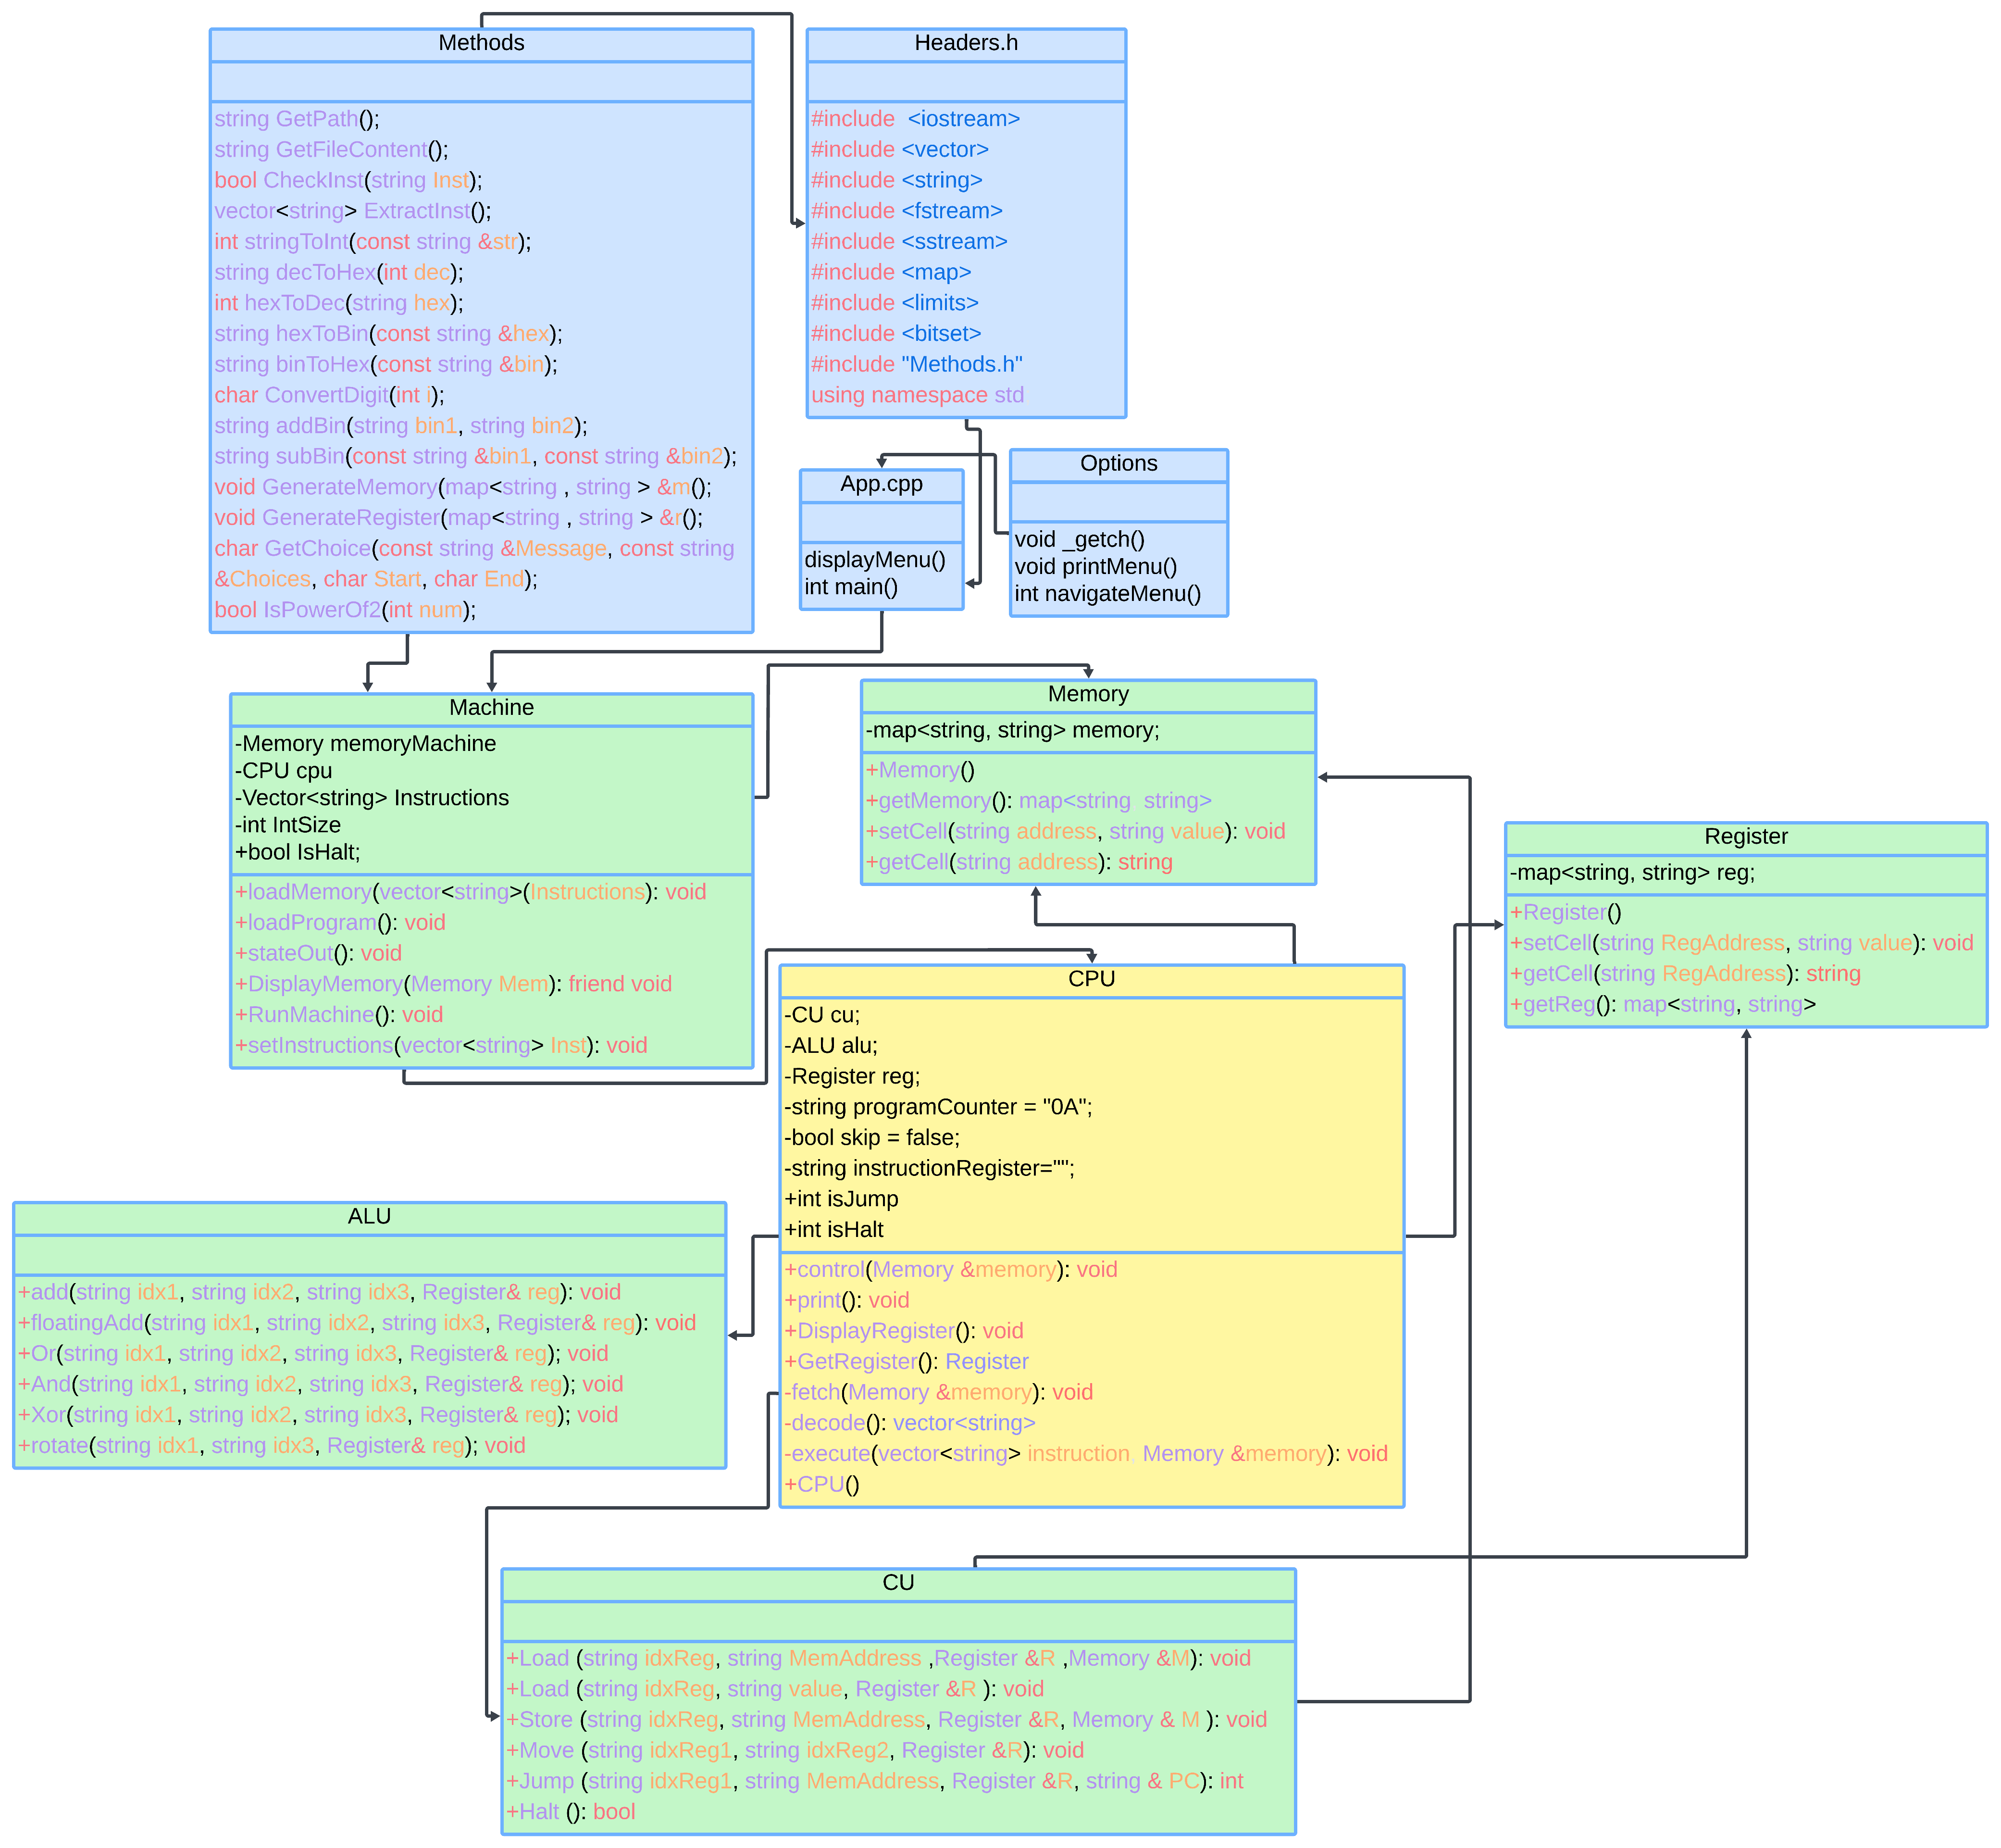 Methods
string GetPath();
string GetFileContent();
bool CheckInst(string Inst);
vector<string> ExtractInst();
int stringToInt(const string &str);
string decToHex(int dec);
int hexToDec(string hex);
string hexToBin(const string &hex);
string binToHex(const string &bin);
char ConvertDigit(int i);
string addBin(string bin1, string bin2);
string subBin(const string &bin1, const string &bin2);
void GenerateMemory(map<string , string > &m();
void GenerateRegister(map<string , string > &r();
char GetChoice(const string &Message, const string
&Choices, char Start, char End);
bool IsPowerOf2(int num);
Headers.h
#include  <iostream>
#include <vector>
#include <string>
#include <fstream>
#include <sstream>
#include <map>
#include <limits>
#include <bitset>
#include "Methods.h"
using namespace std
App.cpp
displayMenu()
int main()
Options
void _getch()
void printMenu()
int navigateMenu()
Machine
-Memory memoryMachine
-CPU cpu
-Vector<string> Instructions
-int IntSize
+bool IsHalt;
+loadMemory(vector<string>(Instructions): void
+loadProgram(): void
+stateOut(): void
+DisplayMemory(Memory Mem): friend void
+RunMachine(): void
+setInstructions(vector<string> Inst): void
Memory
-map<string, string> memory;
+Memory()
+getMemory(): map<string  string>
+setCell(string address, string value): void
+getCell(string address): string
Register
-map<string, string> reg;
+Register()
+setCell(string RegAddress, string value): void
+getCell(string RegAddress): string
+getReg(): map<string, string>
CPU
-CU cu;
-ALU alu;
-Register reg;
-string programCounter = "0A";
-bool skip = false;
-string instructionRegister="";
+int isJump
+int isHalt
+control(Memory &memory): void
+print(): void
+DisplayRegister(): void
+GetRegister(): Register
-fetch(Memory &memory): void
-decode(): vector<string>
-execute(vector<string> instruction, Memory &memory): void
+CPU()
ALU
+add(string idx1, string idx2, string idx3, Register& reg): void
+floatingAdd(string idx1, string idx2, string idx3, Register& reg): void
+Or(string idx1, string idx2, string idx3, Register& reg); void
+And(string idx1, string idx2, string idx3, Register& reg); void
+Xor(string idx1, string idx2, string idx3, Register& reg); void
+rotate(string idx1, string idx3, Register& reg); void
CU
+Load (string idxReg, string MemAddress ,Register &R ,Memory &M): void
+Load (string idxReg, string value, Register &R ): void
+Store (string idxReg, string MemAddress, Register &R, Memory & M ): void
+Move (string idxReg1, string idxReg2, Register &R): void
+Jump (string idxReg1, string MemAddress, Register &R, string & PC): int
+Halt (): bool